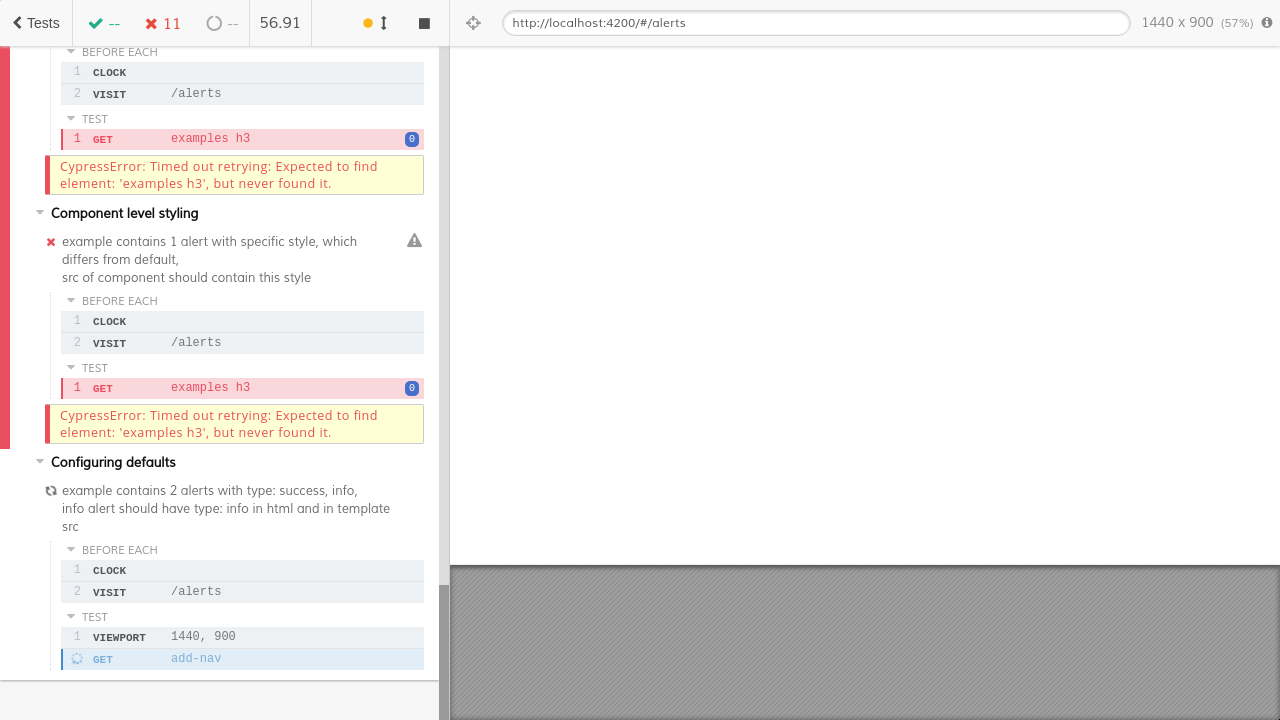 Tests -- 11 -- 56.91 http://localhost:4200/#/alerts 1440 x 900 (57%)
BEFORE EACH
1 CLOCK
2 VISIT /alerts
TEST
1 GET examples h3 0
CypressError: Timed out retrying: Expected to find
element: 'examples h3', but never found it.
Component level styling
example contains 1 alert with specific style, which
differs from default,
src of component should contain this style
BEFORE EACH
1 CLOCK
2 VISIT /alerts
TEST
1 GET examples h3 0
CypressError: Timed out retrying: Expected to find
element: 'examples h3', but never found it.
Configuring defaults
example contains 2 alerts with type: success, info,
info alert should have type: info in html and in template
src
BEFORE EACH
1 CLOCK
2 VISIT /alerts
TEST
1 VIEWPORT 1440, 900
GET add-nav